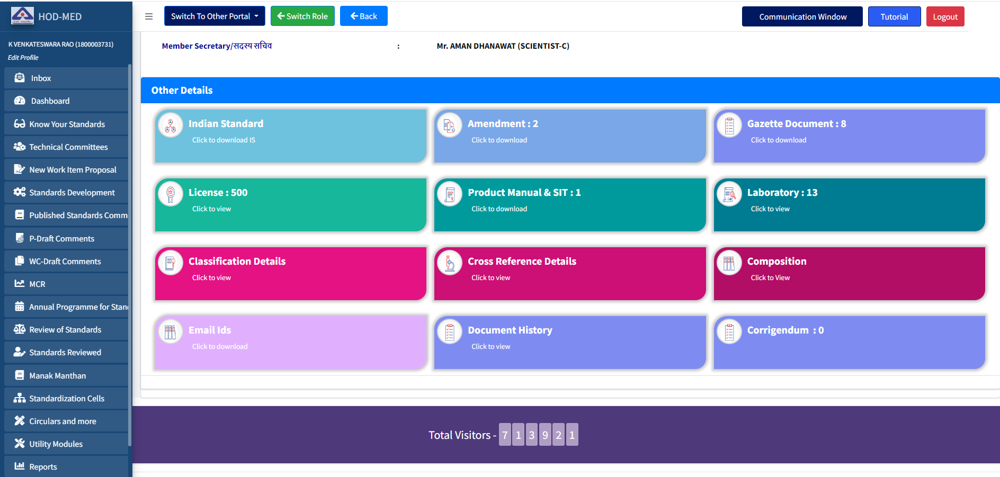 HOD-MED
K VENKATESWARA RAO (1800003731)
Edit Profile
Inbox
Dashboard
Know Your Standards
Technical Committees
New Work Item Proposal
Standards Development
Published Standards Comm
P-Draft Comments
WC-Draft Comments
MCR
Annual Programme for Stan
Review of Standards
Standards Reviewed
Manak Manthan
Standardization Cells
Circulars and more
Utility Modules
Reports
Switch To Other Portal
Switch Role
Back
Communication Window
Tutorial
Logout
Member Secretary/सदस्य सचिव : Mr. AMAN DHANAWAT (SCIENTIST-C)
Other Details
Indian Standard
Click to download IS
Amendment : 2
Click to download
Gazette Document : 8
Click to download
License : 500
Click to view
Product Manual & SIT : 1
Click to download
Laboratory : 13
Click to view
Classification Details
Click to view
Cross Reference Details
Click to view
Composition
Click to View
Email Ids
Click to download
Document History
Click to view
Corrigendum : 0
Total Visitors - 7 1 3 9 2 1